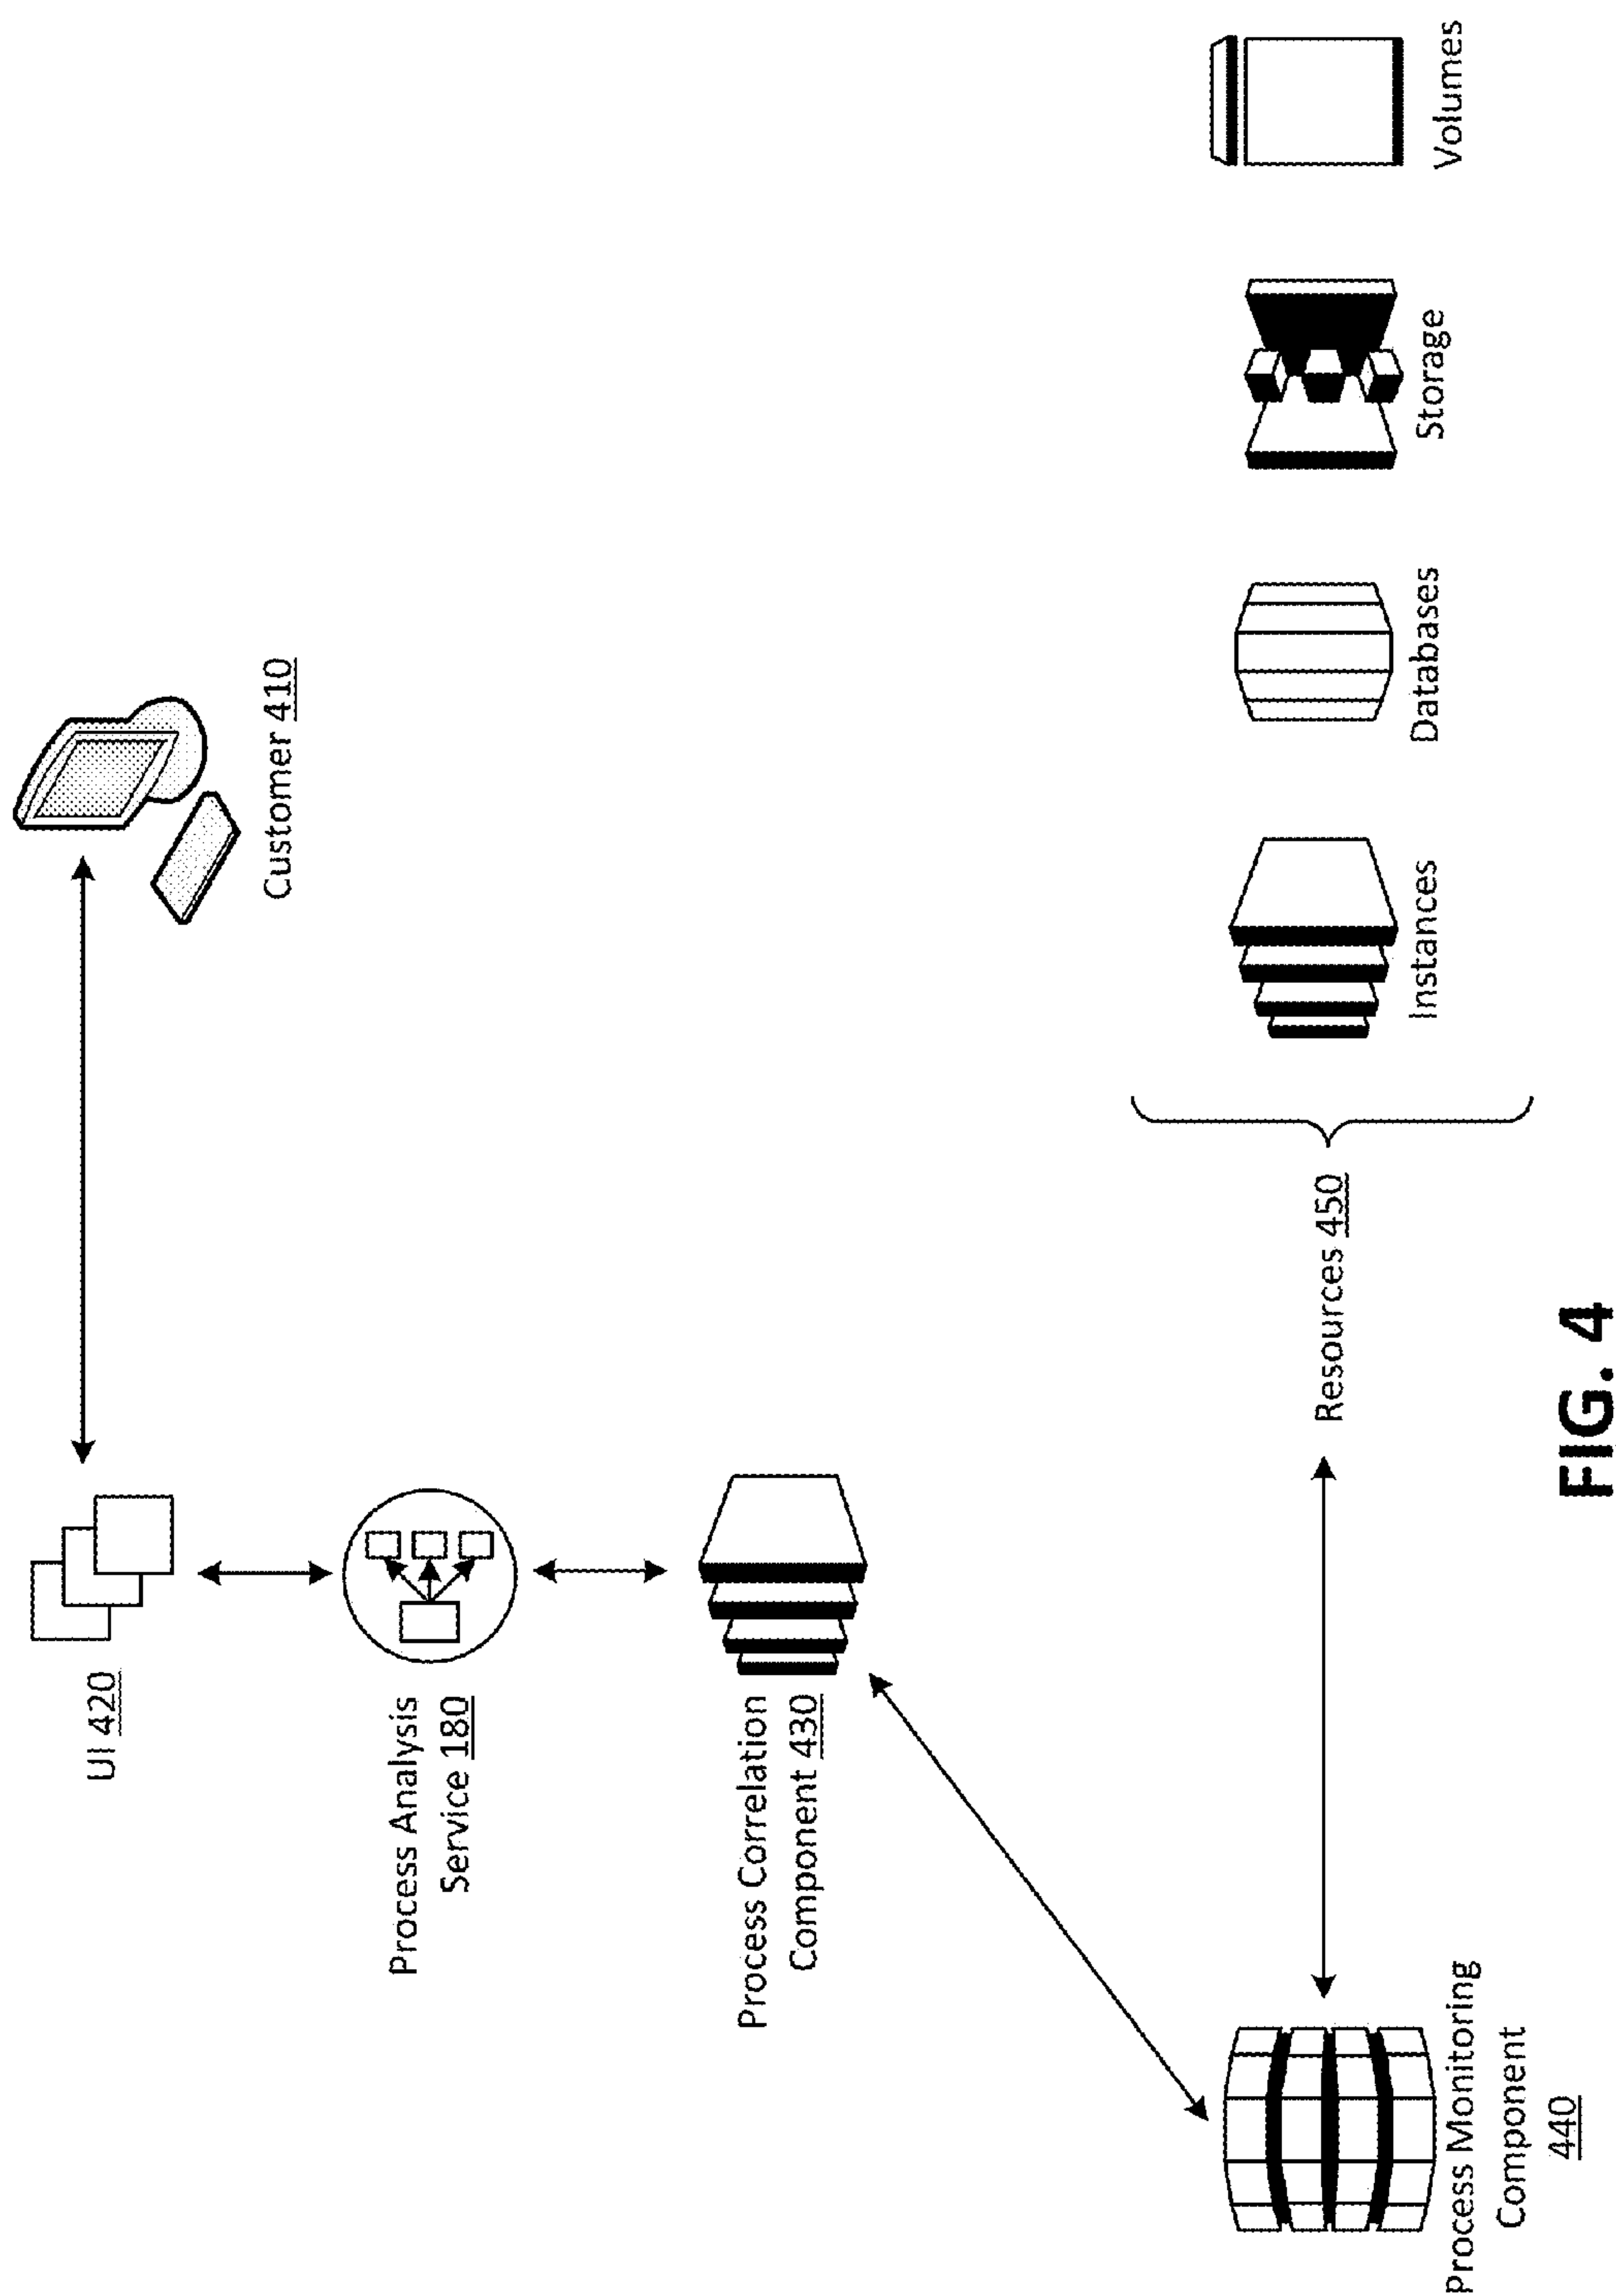 UI 420
Customer 410
Process Analysis
Service 180
Process Correlation
Component 430
Process Monitoring
Component
440
Resources 450
Instances
Databases
Storage
Volumes
FIG. 4